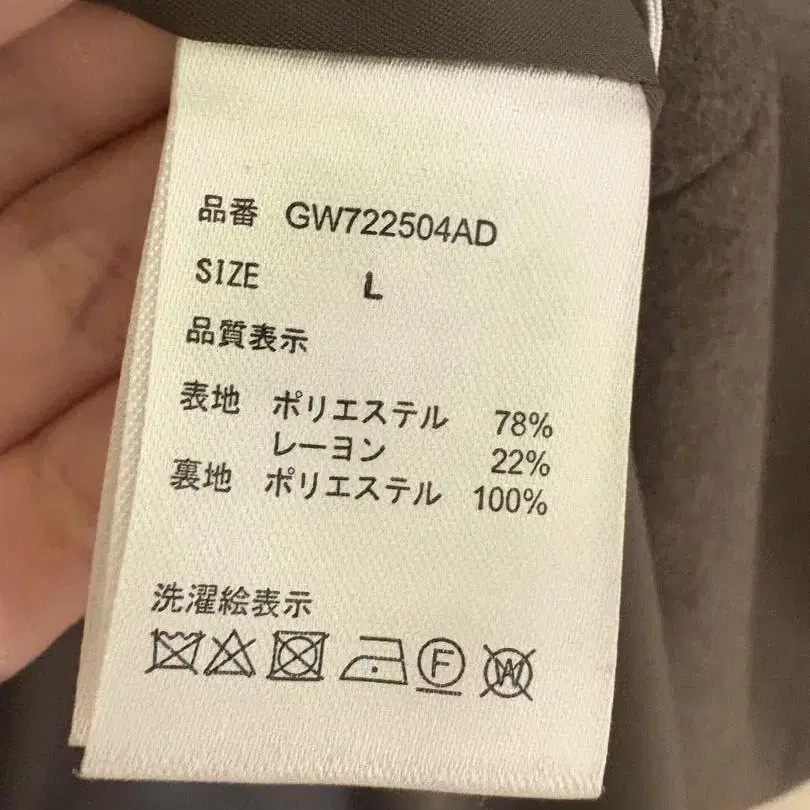 品番 GW722504AD
SIZE L
品質表示
表地 ポリエステル 78%
レーヨン 22%
裏地 ポリエステル 100%
洗濯絵表示
F W